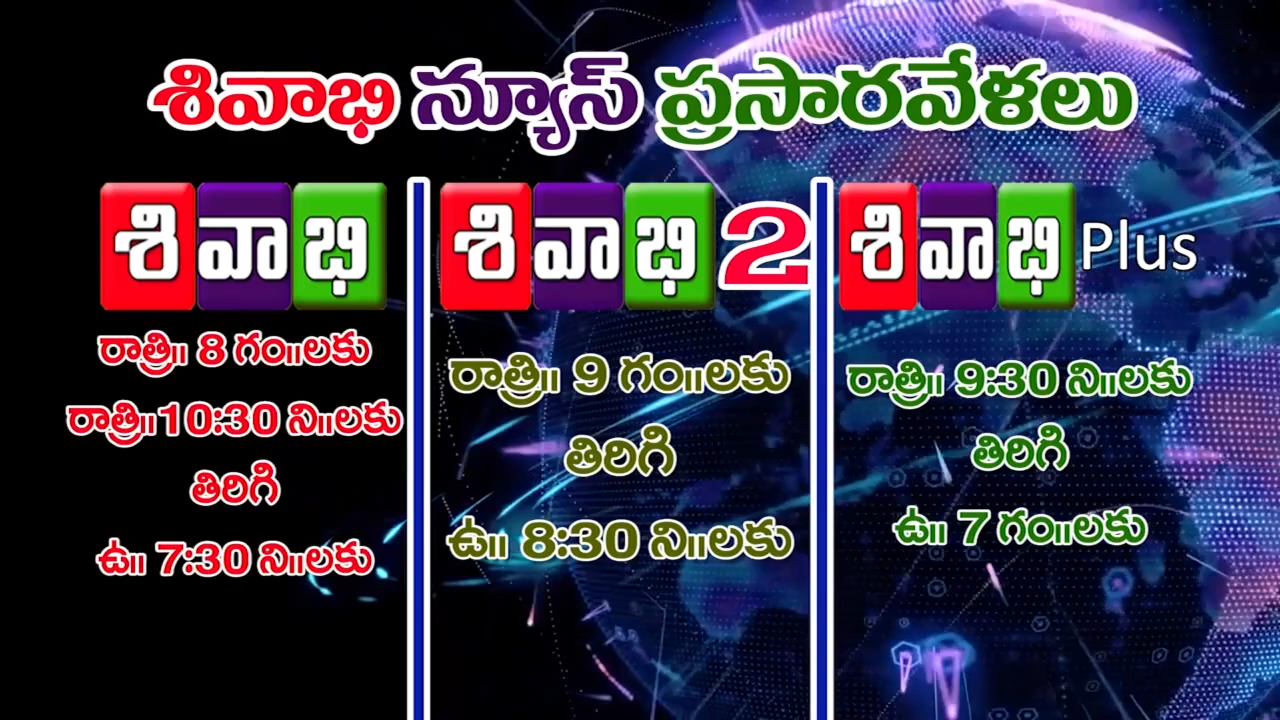 శివాభి న్యూస్ ప్రసారవేళలు
శివాభి
రాత్రి॥ 8 గం॥లకు
రాత్రి॥10:30 ని॥లకు
తిరిగి
ఉ॥ 7:30 ని॥లకు
శివాభి 2
రాత్రి॥ 9 గం॥లకు
తిరిగి
ఉ॥ 8:30 ని॥లకు
శివాభి Plus
రాత్రి॥ 9:30 ని॥లకు
తిరిగి
ఉ॥ 7 గం॥లకు